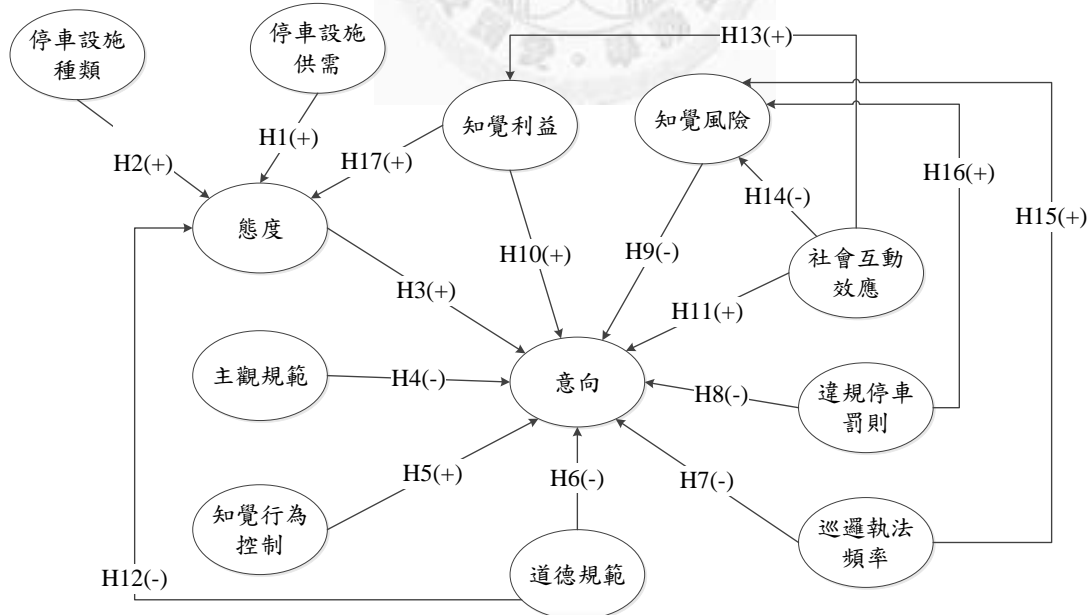 停車設施
種類
停車設施
供需
H13(+)
知覺利益
知覺風險
H1(+)
H2(+)
H17(+)
H16(+)
H14(-)
H15(+)
態度
H10(+)
H9(-)
社會互動
效應
H3(+)
H11(+)
主觀規範
H4(-)
意向
H8(-)
違規停車
罰則
H5(+)
H6(-)
H7(-)
知覺行為
控制
巡邏執法
頻率
H12(-)
道德規範